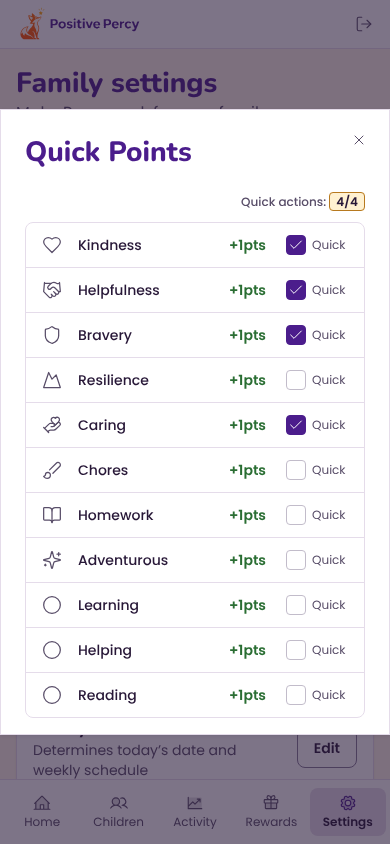 Positive Percy
Family settings
Quick Points
Quick actions: 4/4
Kindness +1pts Quick
Helpfulness +1pts Quick
Bravery +1pts Quick
Resilience +1pts Quick
Caring +1pts Quick
Chores +1pts Quick
Homework +1pts Quick
Adventurous +1pts Quick
Learning +1pts Quick
Helping +1pts Quick
Reading +1pts Quick
Determines today's date and
weekly schedule
Edit
Home Children Activity Rewards Settings